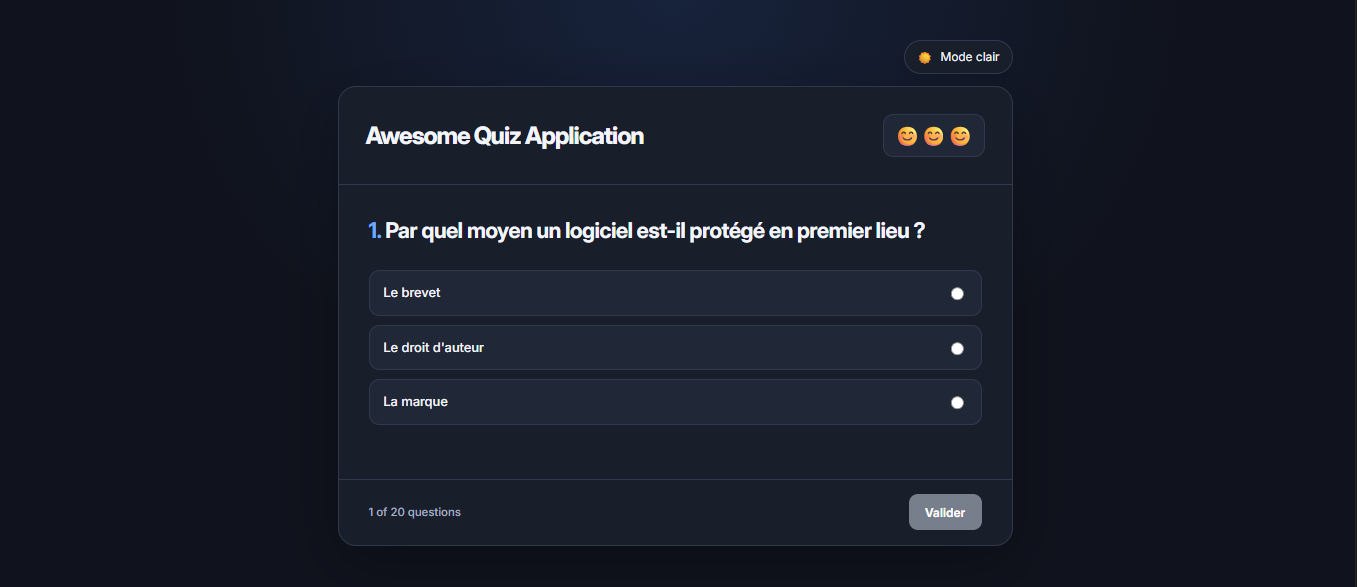 Mode clair
Awesome Quiz Application
1. Par quel moyen un logiciel est-il protégé en premier lieu ?
Le brevet
Le droit d'auteur
La marque
1 of 20 questions
Valider